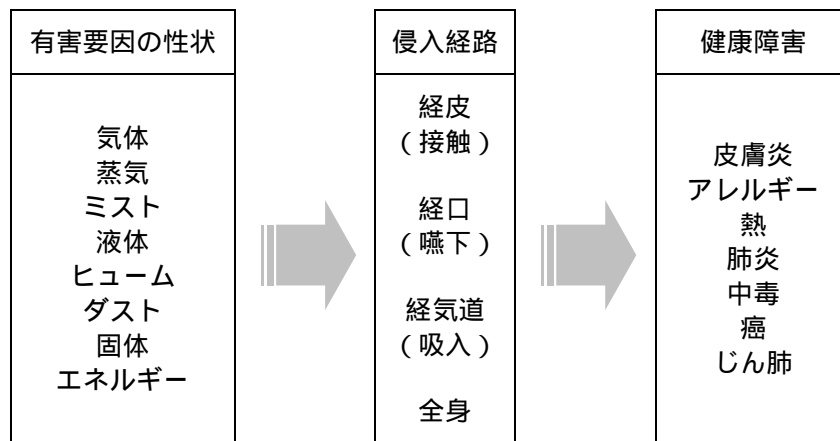 有害要因の性状
気体
蒸気
ミスト
液体
ヒューム
ダスト
固体
エネルギー
侵入経路
経皮
（接触）
経口
（嚥下）
経気道
（吸入）
全身
健康障害
皮膚炎
アレルギー
熱
肺炎
中毒
癌
じん肺